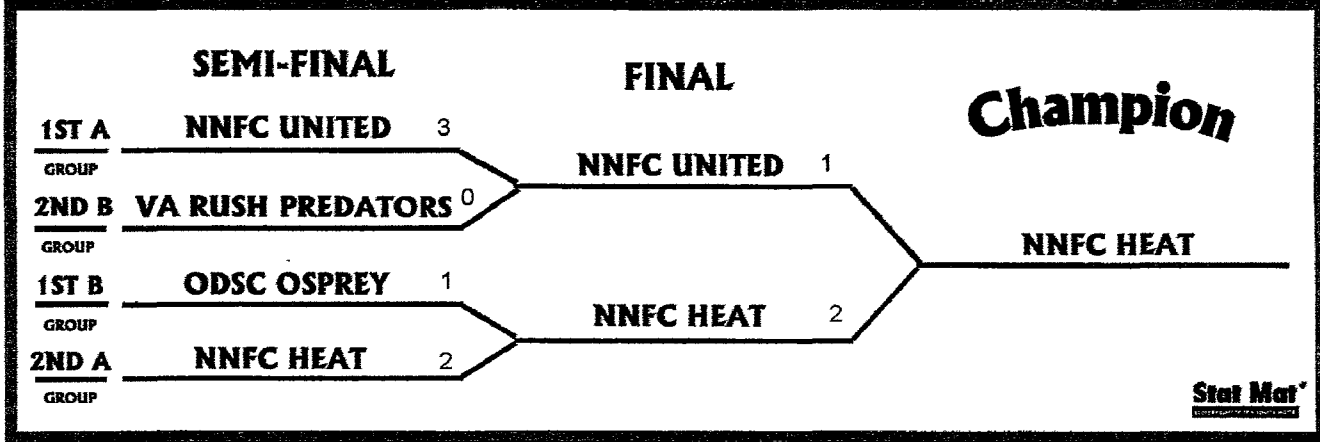 SEMI-FINAL
FINAL
Champion
1ST A
GROUP
NNFC UNITED 3
2ND B
GROUP
VA RUSH PREDATORS 0
1ST B
GROUP
ODSC OSPREY 1
2ND A
GROUP
NNFC HEAT 2
NNFC UNITED 1
NNFC HEAT 2
NNFC HEAT
Stat Mat